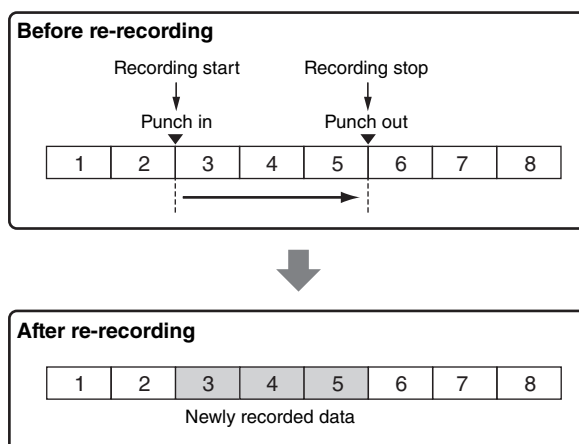 Before re-recording
Recording start Recording stop
Punch in Punch out
1 2 3 4 5 6 7 8
After re-recording
1 2 3 4 5 6 7 8
Newly recorded data